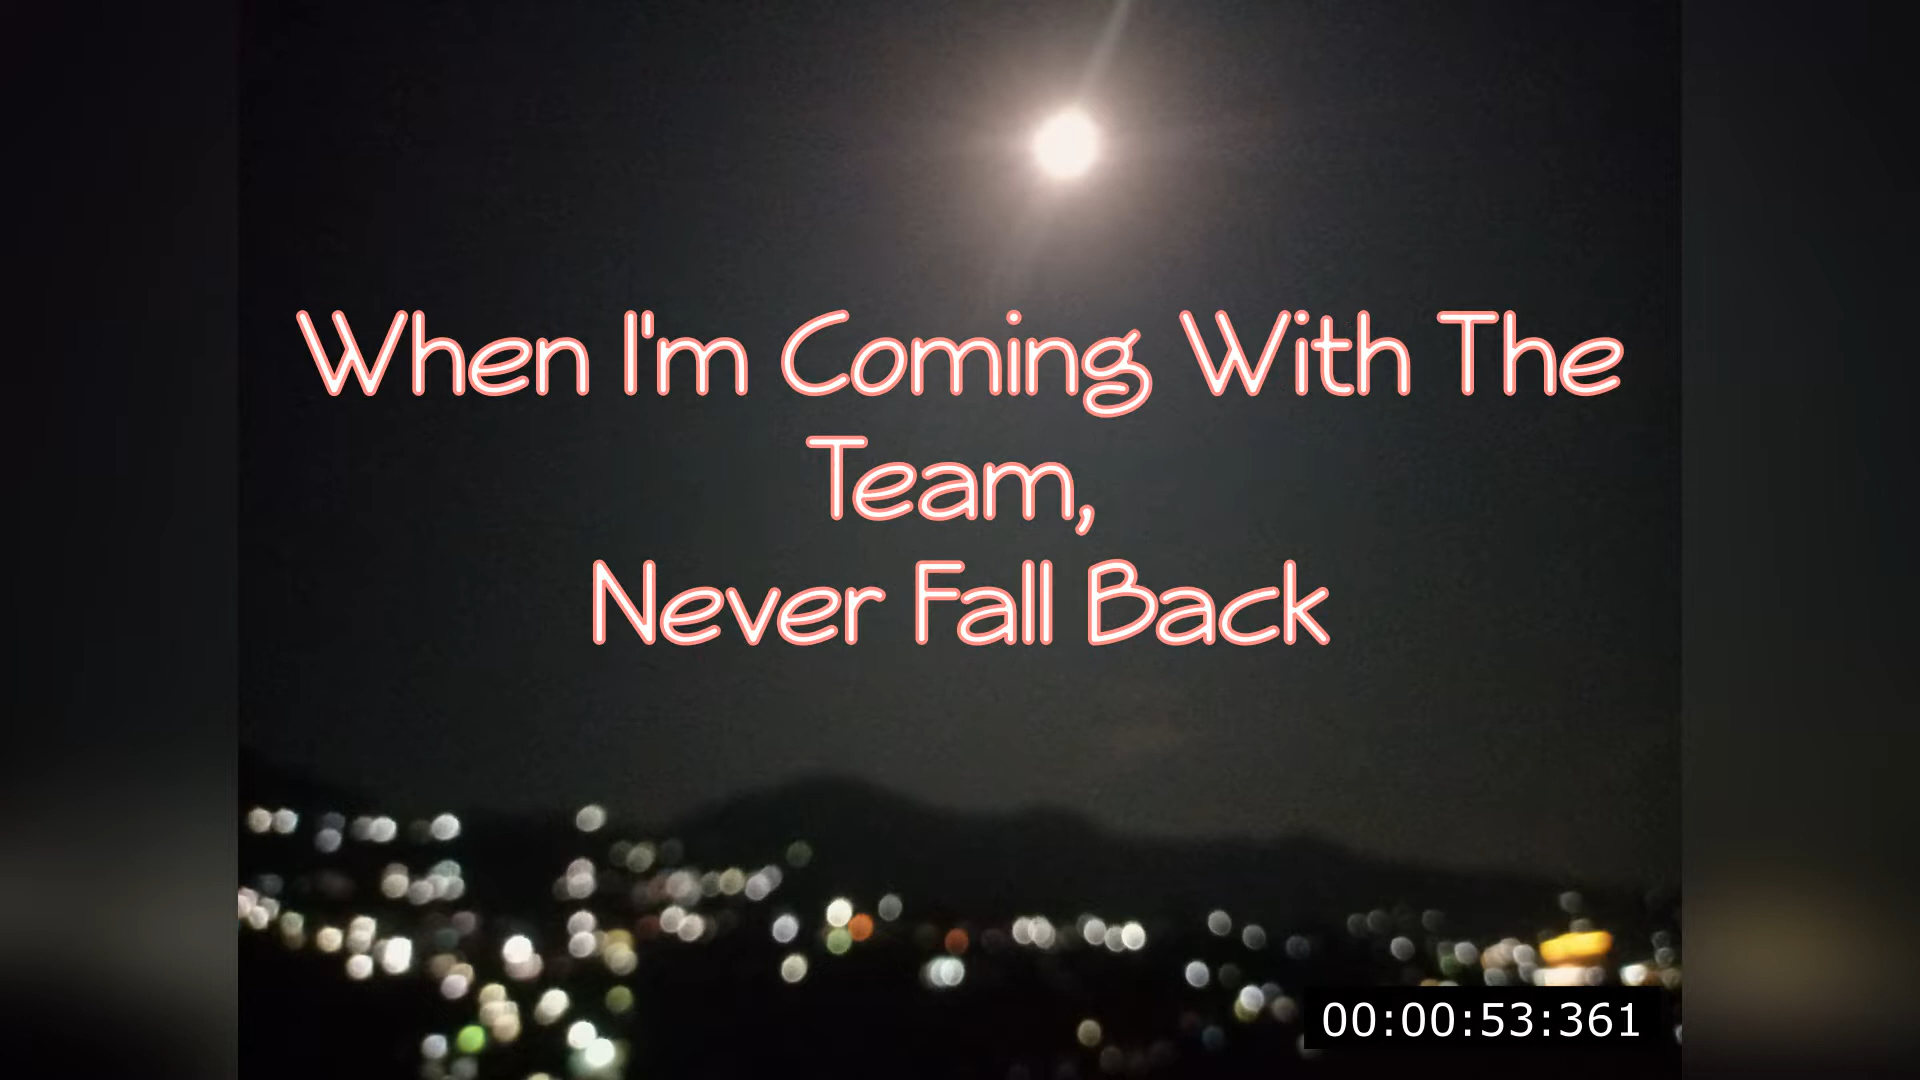 When I'm Coming With The
Team,
Never Fall Back
00:00:53:361